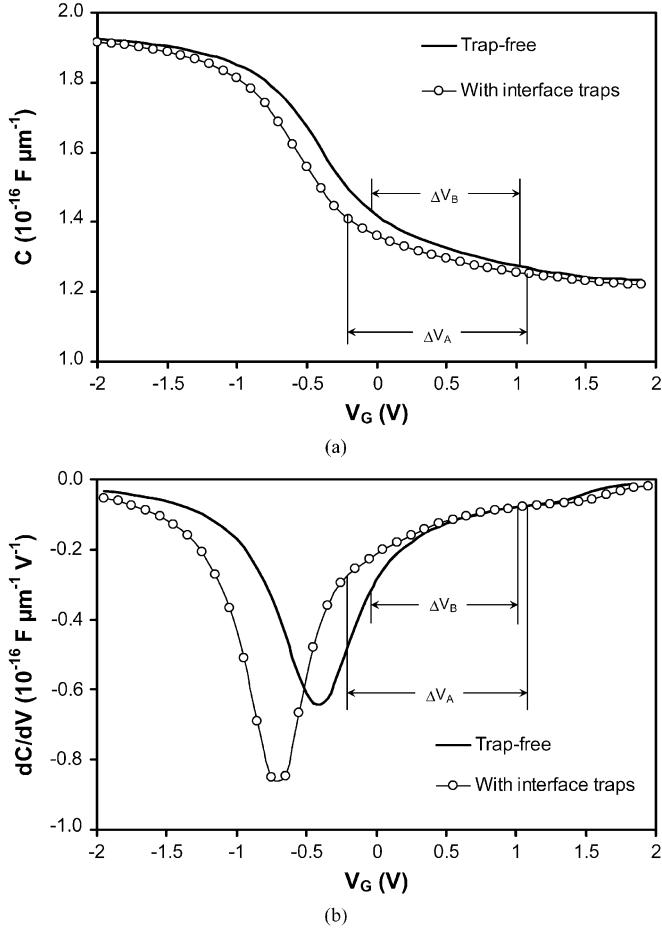 2.0
1.8
1.6
1.4
1.2
1.0
C (10⁻¹⁶ F μm⁻¹)
Trap-free
With interface traps
ΔV_B
ΔV_A
-2 -1.5 -1 -0.5 0 0.5 1 1.5 2
V_G (V)
(a)
0.0
-0.2
-0.4
-0.6
-0.8
-1.0
dC/dV (10⁻¹⁶ F μm⁻¹ V⁻¹)
ΔV_B
ΔV_A
Trap-free
With interface traps
-2 -1.5 -1 -0.5 0 0.5 1 1.5 2
V_G (V)
(b)